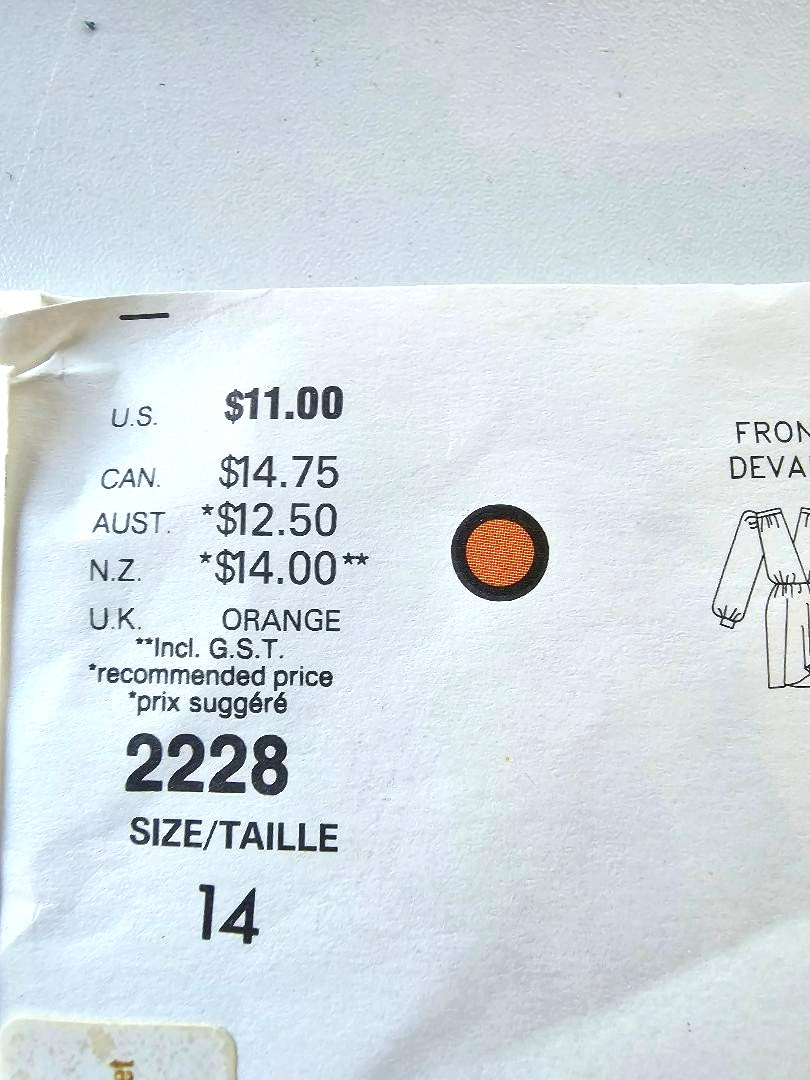 U.S. $11.00
CAN. $14.75
AUST. *$12.50
N.Z. *$14.00**
U.K. ORANGE
**Incl. G.S.T.
*recommended price
*prix suggéré
2228
SIZE/TAILLE
14
FRON
DEVA
et